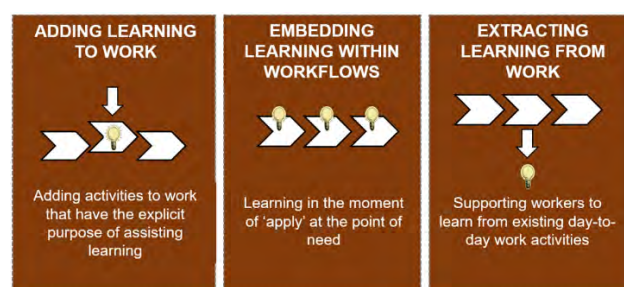 ADDING LEARNING
TO WORK
Adding activities to work
that have the explicit
purpose of assisting
learning
EMBEDDING
LEARNING WITHIN
WORKFLOWS
Learning in the moment
of ‘apply’ at the point of
need
EXTRACTING
LEARNING FROM
WORK
Supporting workers to
learn from existing day-to-
day work activities